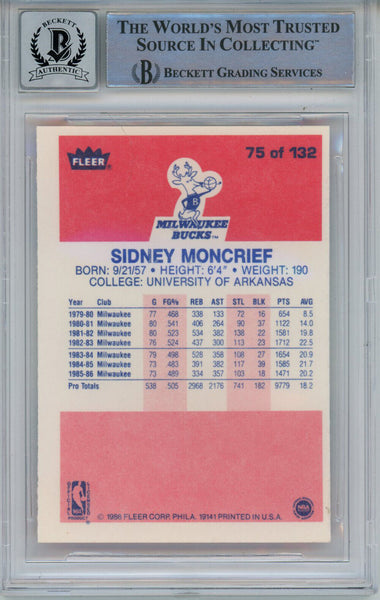 BECKETT
AUTHENTIC
THE WORLD'S MOST TRUSTED
SOURCE IN COLLECTING™
BECKETT GRADING SERVICES
FLEER
75 of 132
MILWAUKEE
BUCKS™
SIDNEY MONCRIEF
BORN: 9/21/57 • HEIGHT: 6'4" • WEIGHT: 190
COLLEGE: UNIVERSITY OF ARKANSAS
Year Club G FG% REB AST STL BLK PTS AVG
1979-80 Milwaukee 77 468 338 133 72 16 654 8.5
1980-81 Milwaukee 80 541 406 264 90 37 1122 14.0
1981-82 Milwaukee 80 523 534 382 138 22 1581 19.8
1982-83 Milwaukee 76 524 437 300 113 23 1712 22.5
1983-84 Milwaukee 79 498 528 358 108 27 1654 20.9
1984-85 Milwaukee 73 483 391 382 117 39 1585 21.7
1985-86 Milwaukee 73 489 334 357 103 18 1471 20.2
Pro Totals 538 505 2968 2176 741 182 9779 18.2
NBA
© 1986 FLEER CORP. PHILA. 19141 PRINTED IN U.S.A.